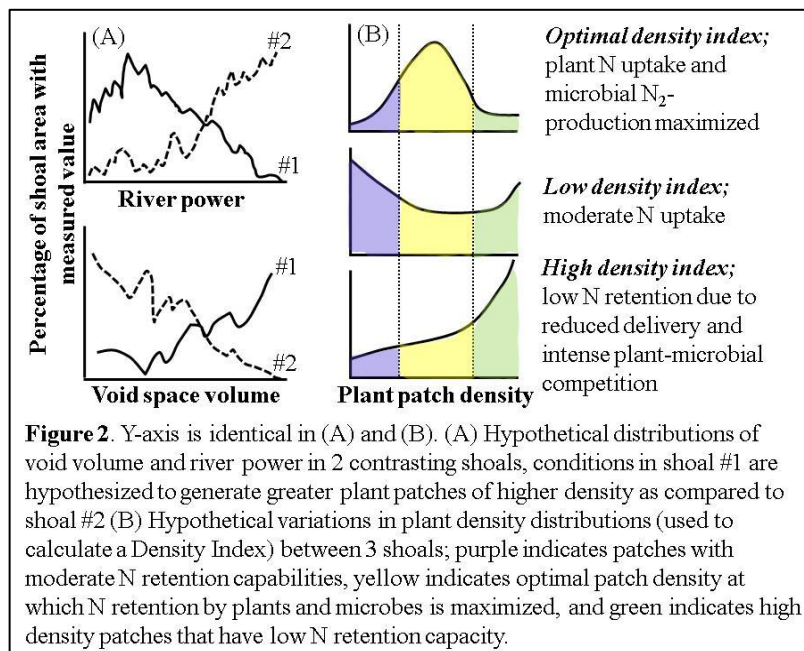 (A)
#2
#1
River power
Percentage of shoal area with
measured value
#1
#2
Void space volume
(B)
Plant patch density
Optimal density index;
plant N uptake and
microbial N₂-
production maximized
Low density index;
moderate N uptake
High density index;
low N retention due to
reduced delivery and
intense plant-microbial
competition
Figure 2. Y-axis is identical in (A) and (B). (A) Hypothetical distributions of
void volume and river power in 2 contrasting shoals, conditions in shoal #1 are
hypothesized to generate greater plant patches of higher density as compared to
shoal #2 (B) Hypothetical variations in plant density distributions (used to
calculate a Density Index) between 3 shoals; purple indicates patches with
moderate N retention capabilities, yellow indicates optimal patch density at
which N retention by plants and microbes is maximized, and green indicates high
density patches that have low N retention capacity.